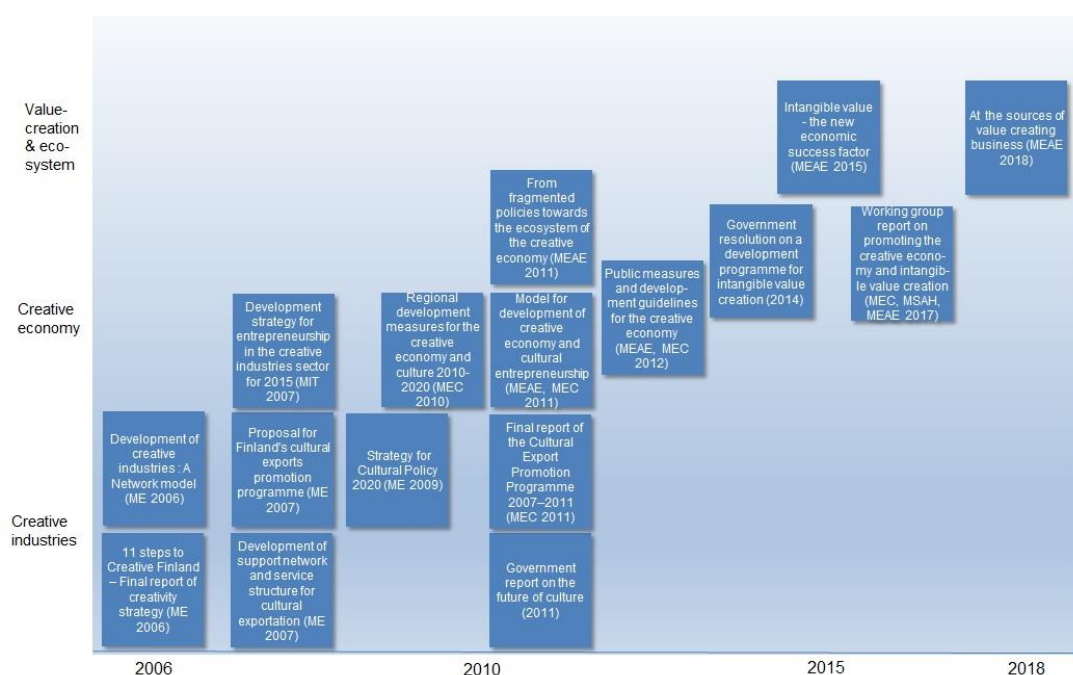 Value-
creation
& eco-
system
Creative
economy
Creative
industries
Intangible value
- the new
economic
success factor
(MEAE 2015)
At the sources of
value creating
business (MEAE
2018)
From
fragmented
policies towards
the ecosystem of
the creative
economy (MEAE
2011)
Government
resolution on a
development
programme for
intangible value
creation (2014)
Working group
report on
promoting the
creative econo-
my and intangib-
le value creation
(MEC, MSAH,
MEAE 2017)
Public measures
and develop-
ment guidelines
for the creative
economy
(MEAE, MEC
2012)
Development
strategy for
entrepreneurship
in the creative
industries sector
for 2015 (MIT
2007)
Regional
development
measures for the
creative
economy and
culture 2010-
2020 (MEC
2010)
Model for
development of
creative
economy and
cultural
entrepreneurship
(MEAE, MEC
2011)
Development of
creative
industries : A
Network model
(ME 2006)
Proposal for
Finland's cultural
exports
promotion
programme (ME
2007)
Strategy for
Cultural Policy
2020 (ME 2009)
Final report of
the Cultural
Export
Promotion
Programme
2007–2011
(MEC 2011)
11 steps to
Creative Finland
– Final report of
creativity
strategy (ME
2006)
Development of
support network
and service
structure for
cultural
exportation (ME
2007)
Government
report on the
future of culture
(2011)
2006
2010
2015
2018